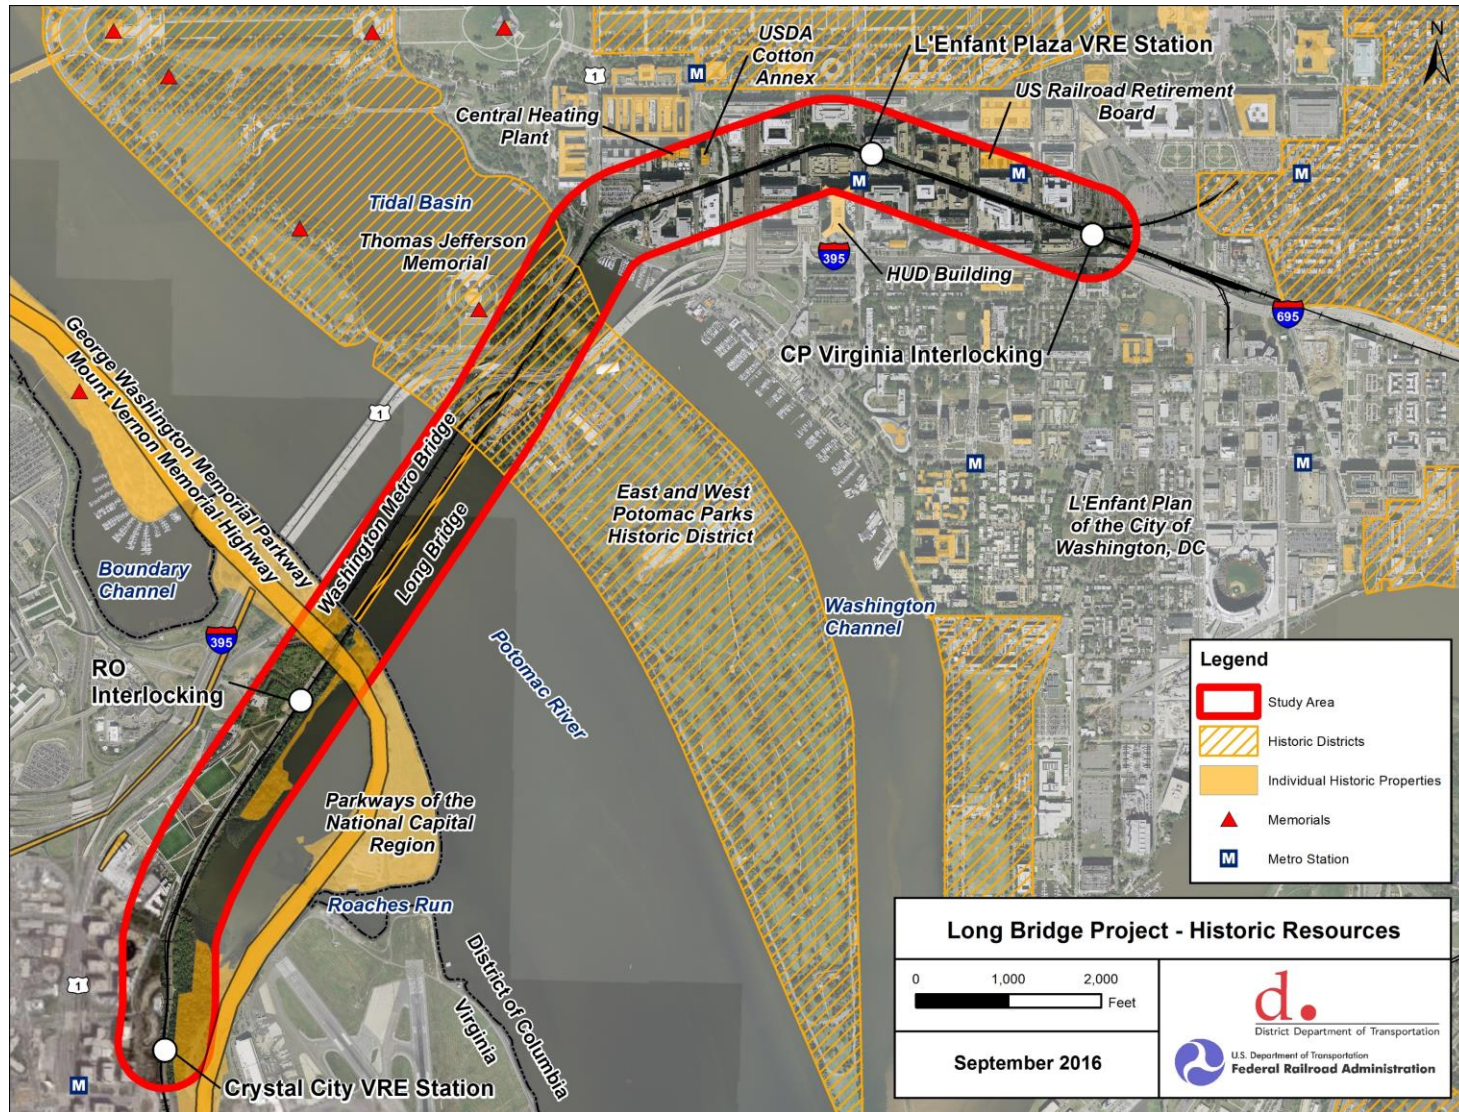 N
USDA
Cotton
Annex
L'Enfant Plaza VRE Station
1
M
US Railroad Retirement
Board
Central Heating
Plant
M
M
M
Tidal Basin
Thomas Jefferson
Memorial
395
HUD Building
695
CP Virginia Interlocking
George Washington Memorial Parkway
Mount Vernon Memorial Highway
1
Washington Metro Bridge
Long Bridge
M
M
East and West
Potomac Parks
Historic District
L'Enfant Plan
of the City of
Washington, DC
Boundary
Channel
395
Washington
Channel
Potomac River
RO
Interlocking
Parkways of the
National Capital
Region
Roaches Run
District of Columbia
Virginia
1
M
Crystal City VRE Station
Legend
Study Area
Historic Districts
Individual Historic Properties
Memorials
M
Metro Station
Long Bridge Project - Historic Resources
0 1,000 2,000
Feet
September 2016
d.
District Department of Transportation
U.S. Department of Transportation
Federal Railroad Administration